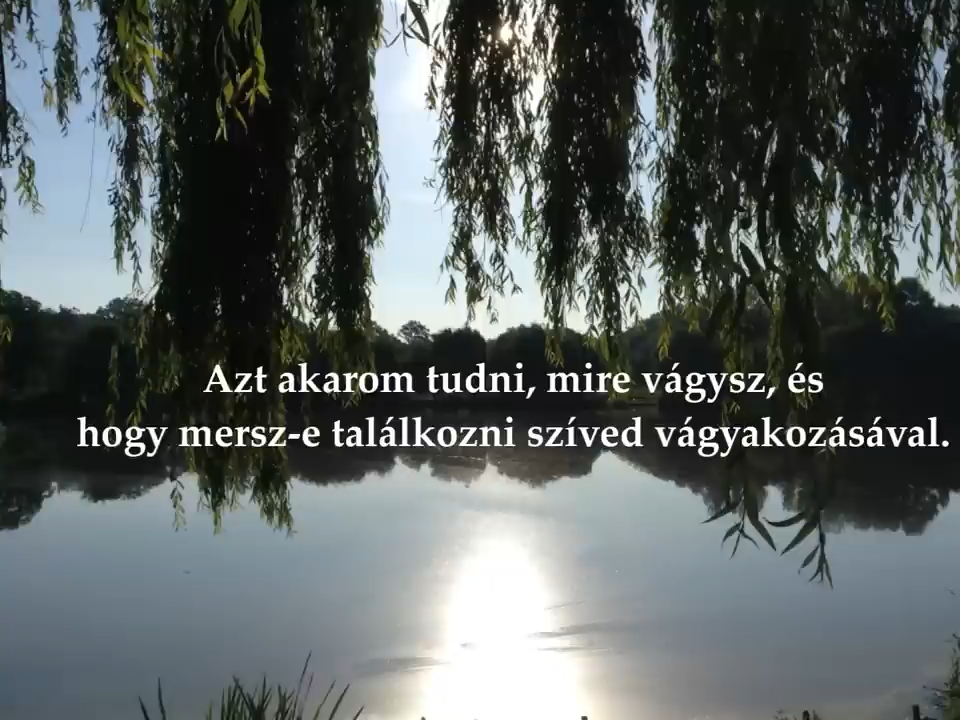 Azt akarom tudni, mire vágysz, és
hogy mersz-e találkozni szíved vágyakozásával.